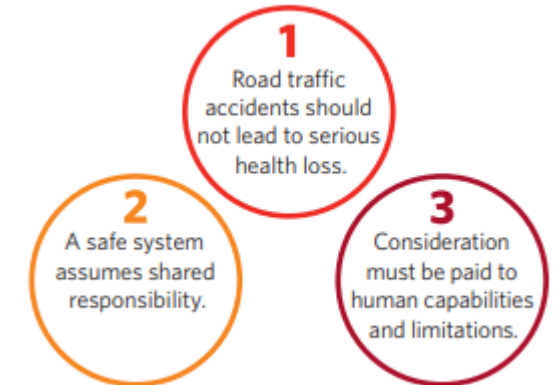 1
Road traffic
accidents should
not lead to serious
health loss.
2
A safe system
assumes shared
responsibility.
3
Consideration
must be paid to
human capabilities
and limitations.